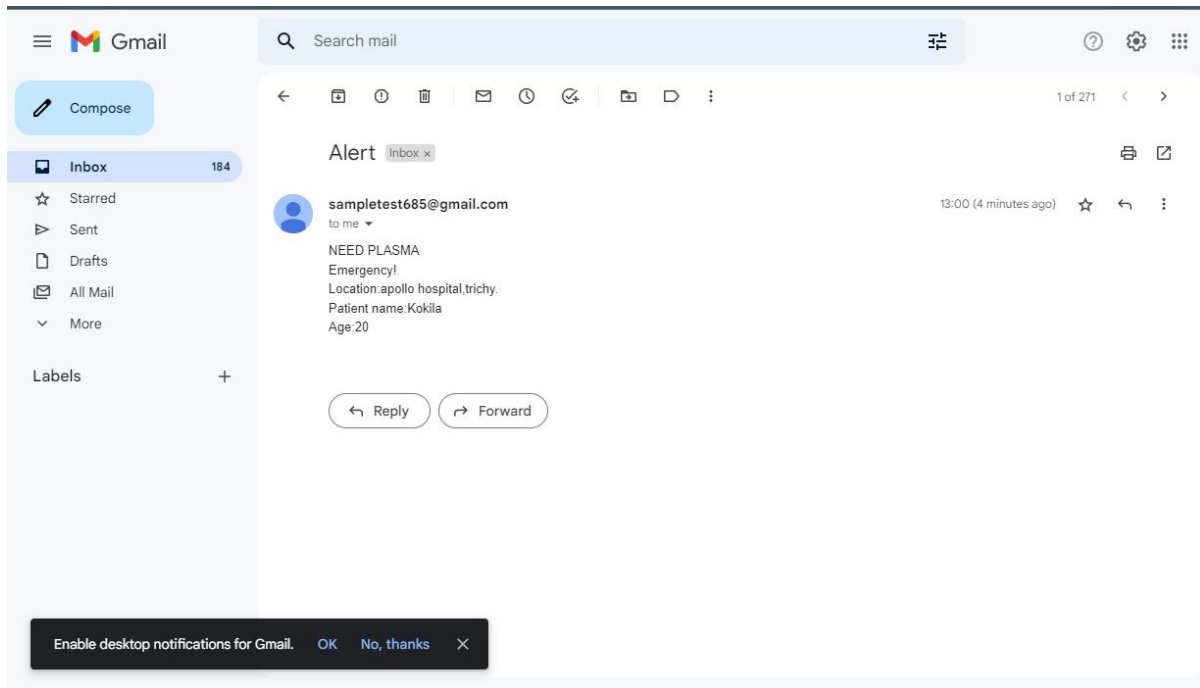 Gmail
Search mail
Compose
1 of 271
Inbox 184
Starred
Sent
Drafts
All Mail
More
Labels
Alert Inbox ×
sampletest685@gmail.com 13:00 (4 minutes ago)
to me
NEED PLASMA
Emergency!
Location:apollo hospital,trichy.
Patient name:Kokila
Age:20
Reply Forward
Enable desktop notifications for Gmail. OK No, thanks